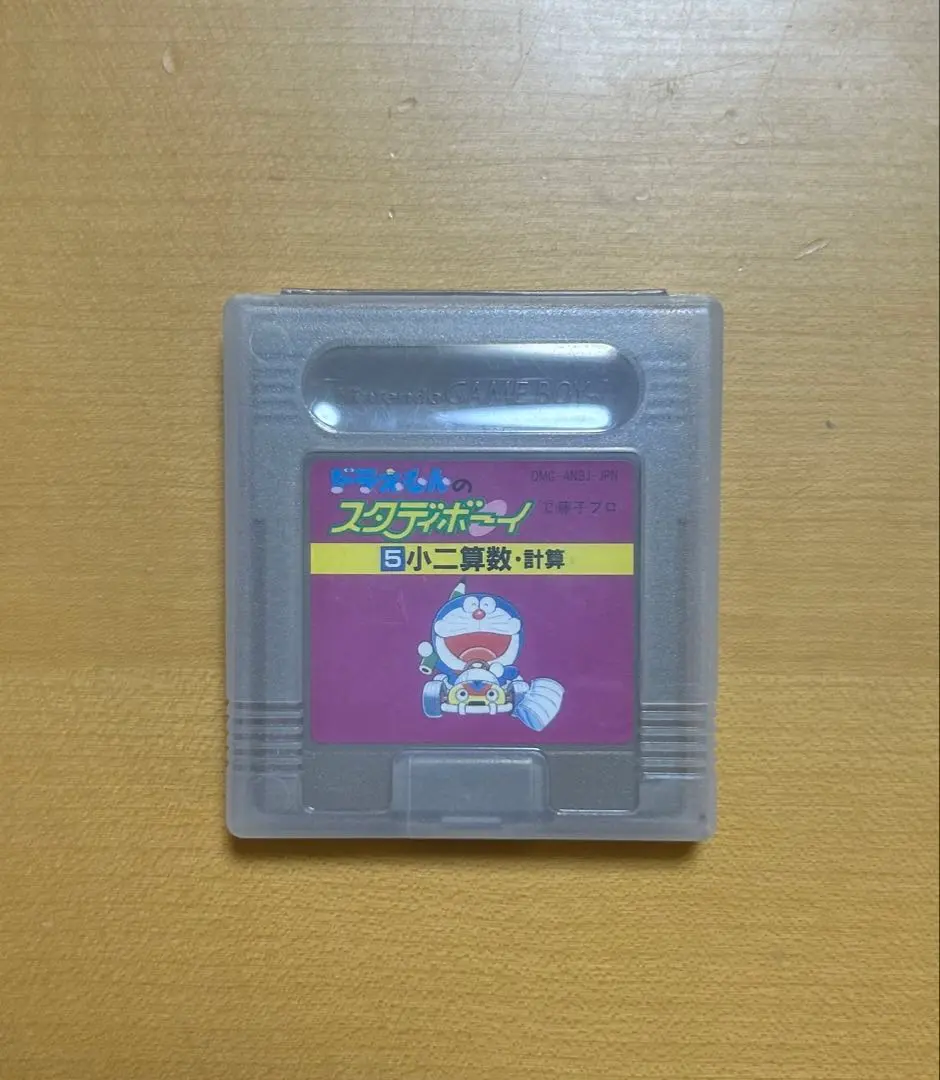 Nintendo GAME BOY
ドラえもんの
DMG-ANBJ-JPN
スタディボーイ
©藤子プロ
5小二算数・計算